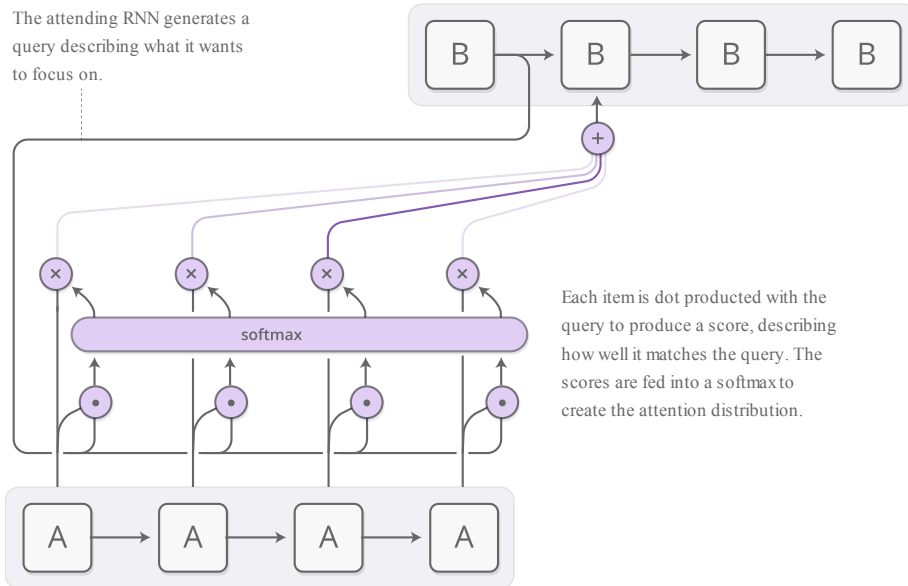 The attending RNN generates a
query describing what it wants
to focus on.
B B B B
+
× × × ×
softmax
Each item is dot producted with the
query to produce a score, describing
how well it matches the query. The
scores are fed into a softmax to
create the attention distribution.
• • • •
A A A A